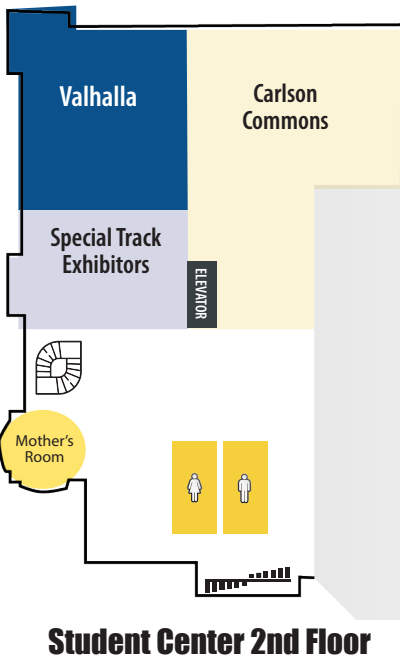 Valhalla
Carlson
Commons
Special Track
Exhibitors
ELEVATOR
Mother's
Room
Student Center 2nd Floor